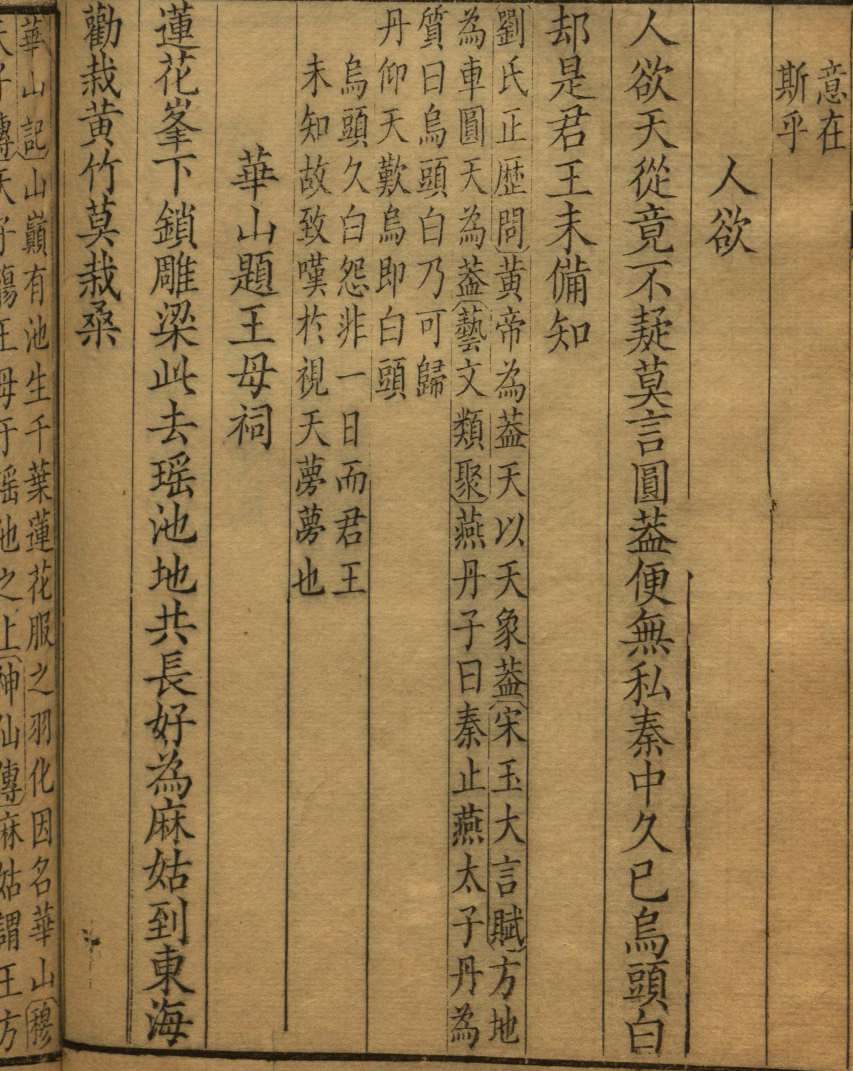 意在
斯乎
人欲
人欲天從竟不疑莫言圓葢便無私秦中久已烏頭白
却是君王未備知
劉氏正歴問黃帝為葢天以天象葢宋玉大言賦方地
為車圓天為葢藝文類聚燕丹子曰秦止燕太子丹為
質曰烏頭白乃可歸
丹仰天歎烏即白頭
烏頭久白怨非一日而君王
未知故致嘆於視天夢夢也
華山題王母祠
蓮花峯下鎖雕梁此去瑶池地共長好為麻姑到東海
勸栽黃竹莫栽桑
華山記山巔有池生千葉蓮花服之羽化因名華山穆
天子傳天子觴王母于瑶池之上神仙傳麻姑謂王方